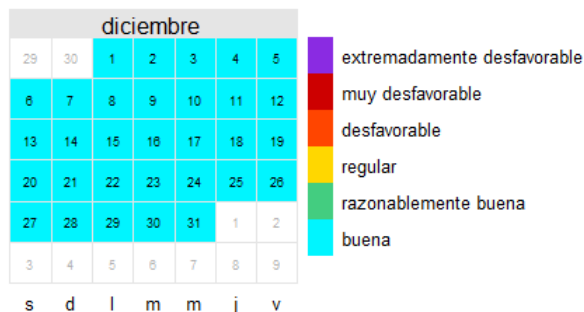 diciembre
29 30 1 2 3 4 5
6 7 8 9 10 11 12
13 14 15 16 17 18 19
20 21 22 23 24 25 26
27 28 29 30 31 1 2
3 4 5 6 7 8 9
s d l m m j v
extremadamente desfavorable
muy desfavorable
desfavorable
regular
razonablemente buena
buena